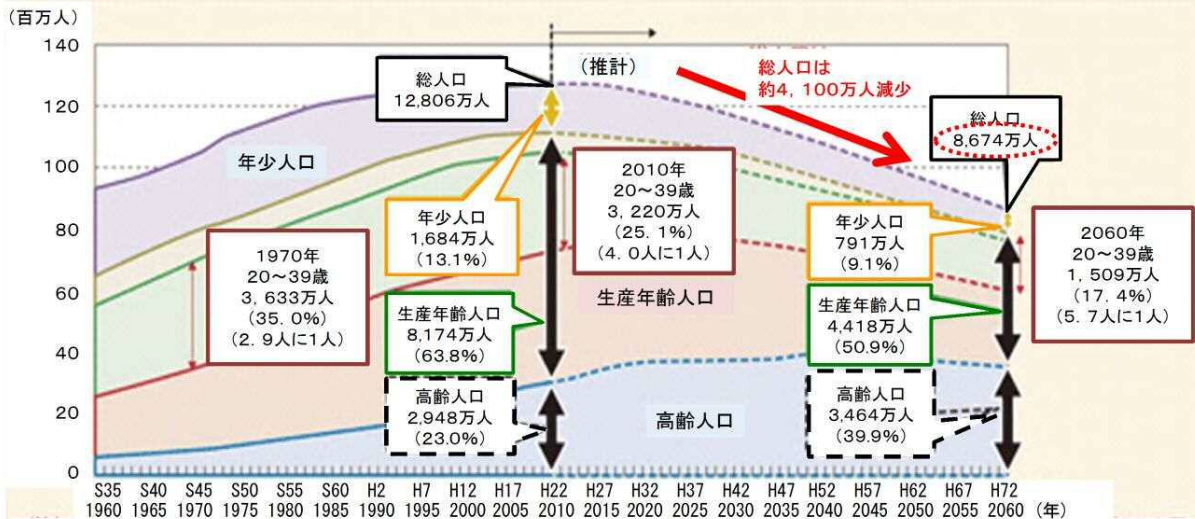 (百万人)
140
120
100
80
60
40
20
0
(推計)
総人口は
約4,100万人減少
総人口
12,806万人
総人口
8,674万人
年少人口
年少人口
1,684万人
(13.1%)
2010年
20～39歳
3,220万人
(25.1%)
(4.0人に1人)
年少人口
791万人
(9.1%)
2060年
20～39歳
1,509万人
(17.4%)
(5.7人に1人)
1970年
20～39歳
3,633万人
(35.0%)
(2.9人に1人)
生産年齢人口
生産年齢人口
8,174万人
(63.8%)
生産年齢人口
4,418万人
(50.9%)
高齢人口
2,948万人
(23.0%)
高齢人口
高齢人口
3,464万人
(39.9%)
S35 S40 S45 S50 S55 S60 H2 H7 H12 H17 H22 H27 H32 H37 H42 H47 H52 H57 H62 H67 H72
1960 1965 1970 1975 1980 1985 1990 1995 2000 2005 2010 2015 2020 2025 2030 2035 2040 2045 2050 2055 2060 (年)